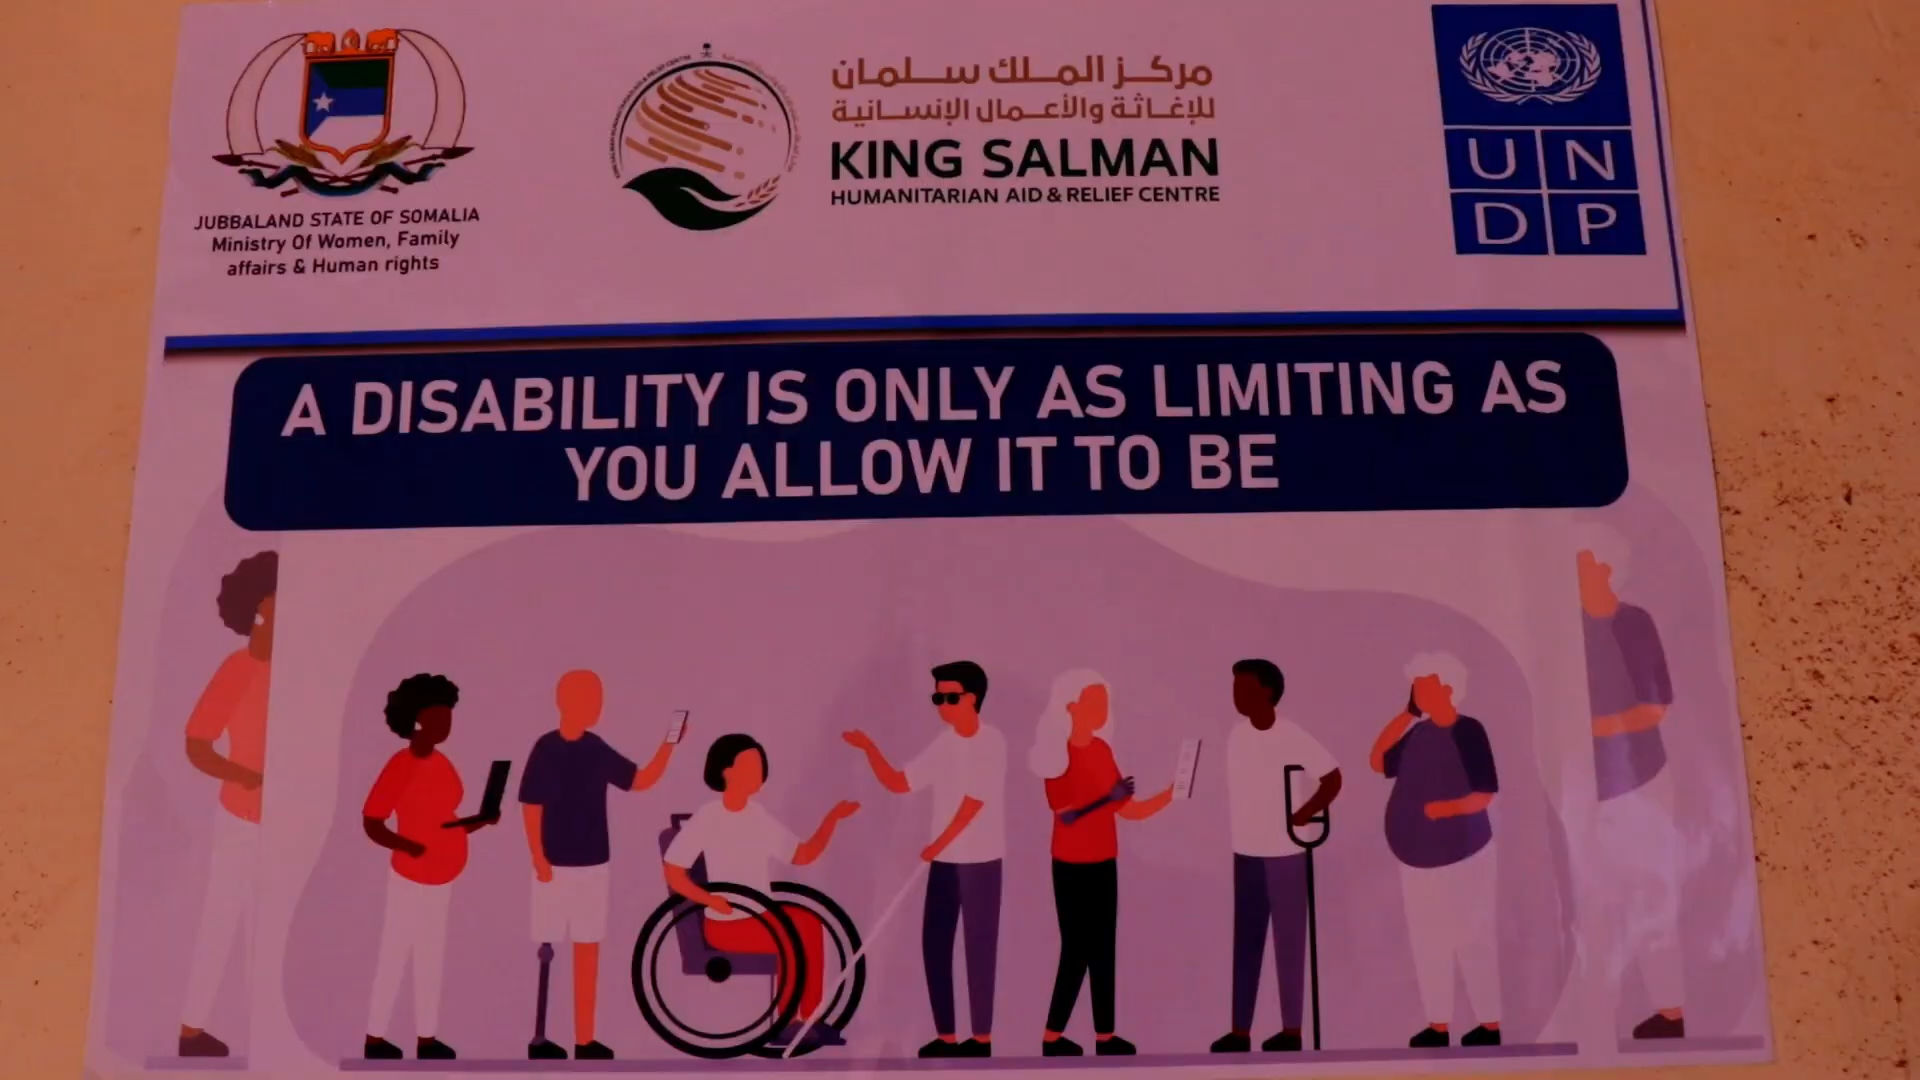 JUBBALAND STATE OF SOMALIA
Ministry Of Women, Family
affairs & Human rights
مركز الملك سلمان
للإغاثة والأعمال الإنسانية
KING SALMAN
HUMANITARIAN AID & RELIEF CENTRE
U N
D P
A DISABILITY IS ONLY AS LIMITING AS
YOU ALLOW IT TO BE